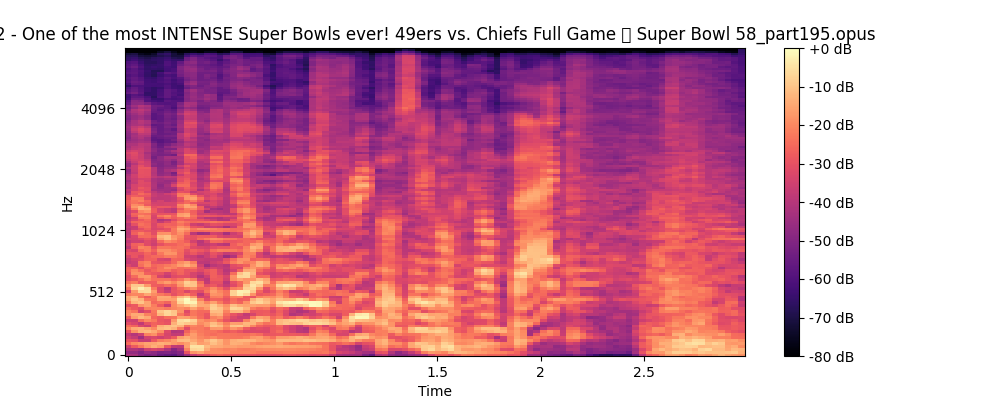 2 - One of the most INTENSE Super Bowls ever! 49ers vs. Chiefs Full Game  Super Bowl 58_part195.opus
+0 dB
-10 dB
-20 dB
-30 dB
-40 dB
-50 dB
-60 dB
-70 dB
-80 dB
4096
2048
1024
512
0
Hz
0
0.5
1
1.5
2
2.5
Time